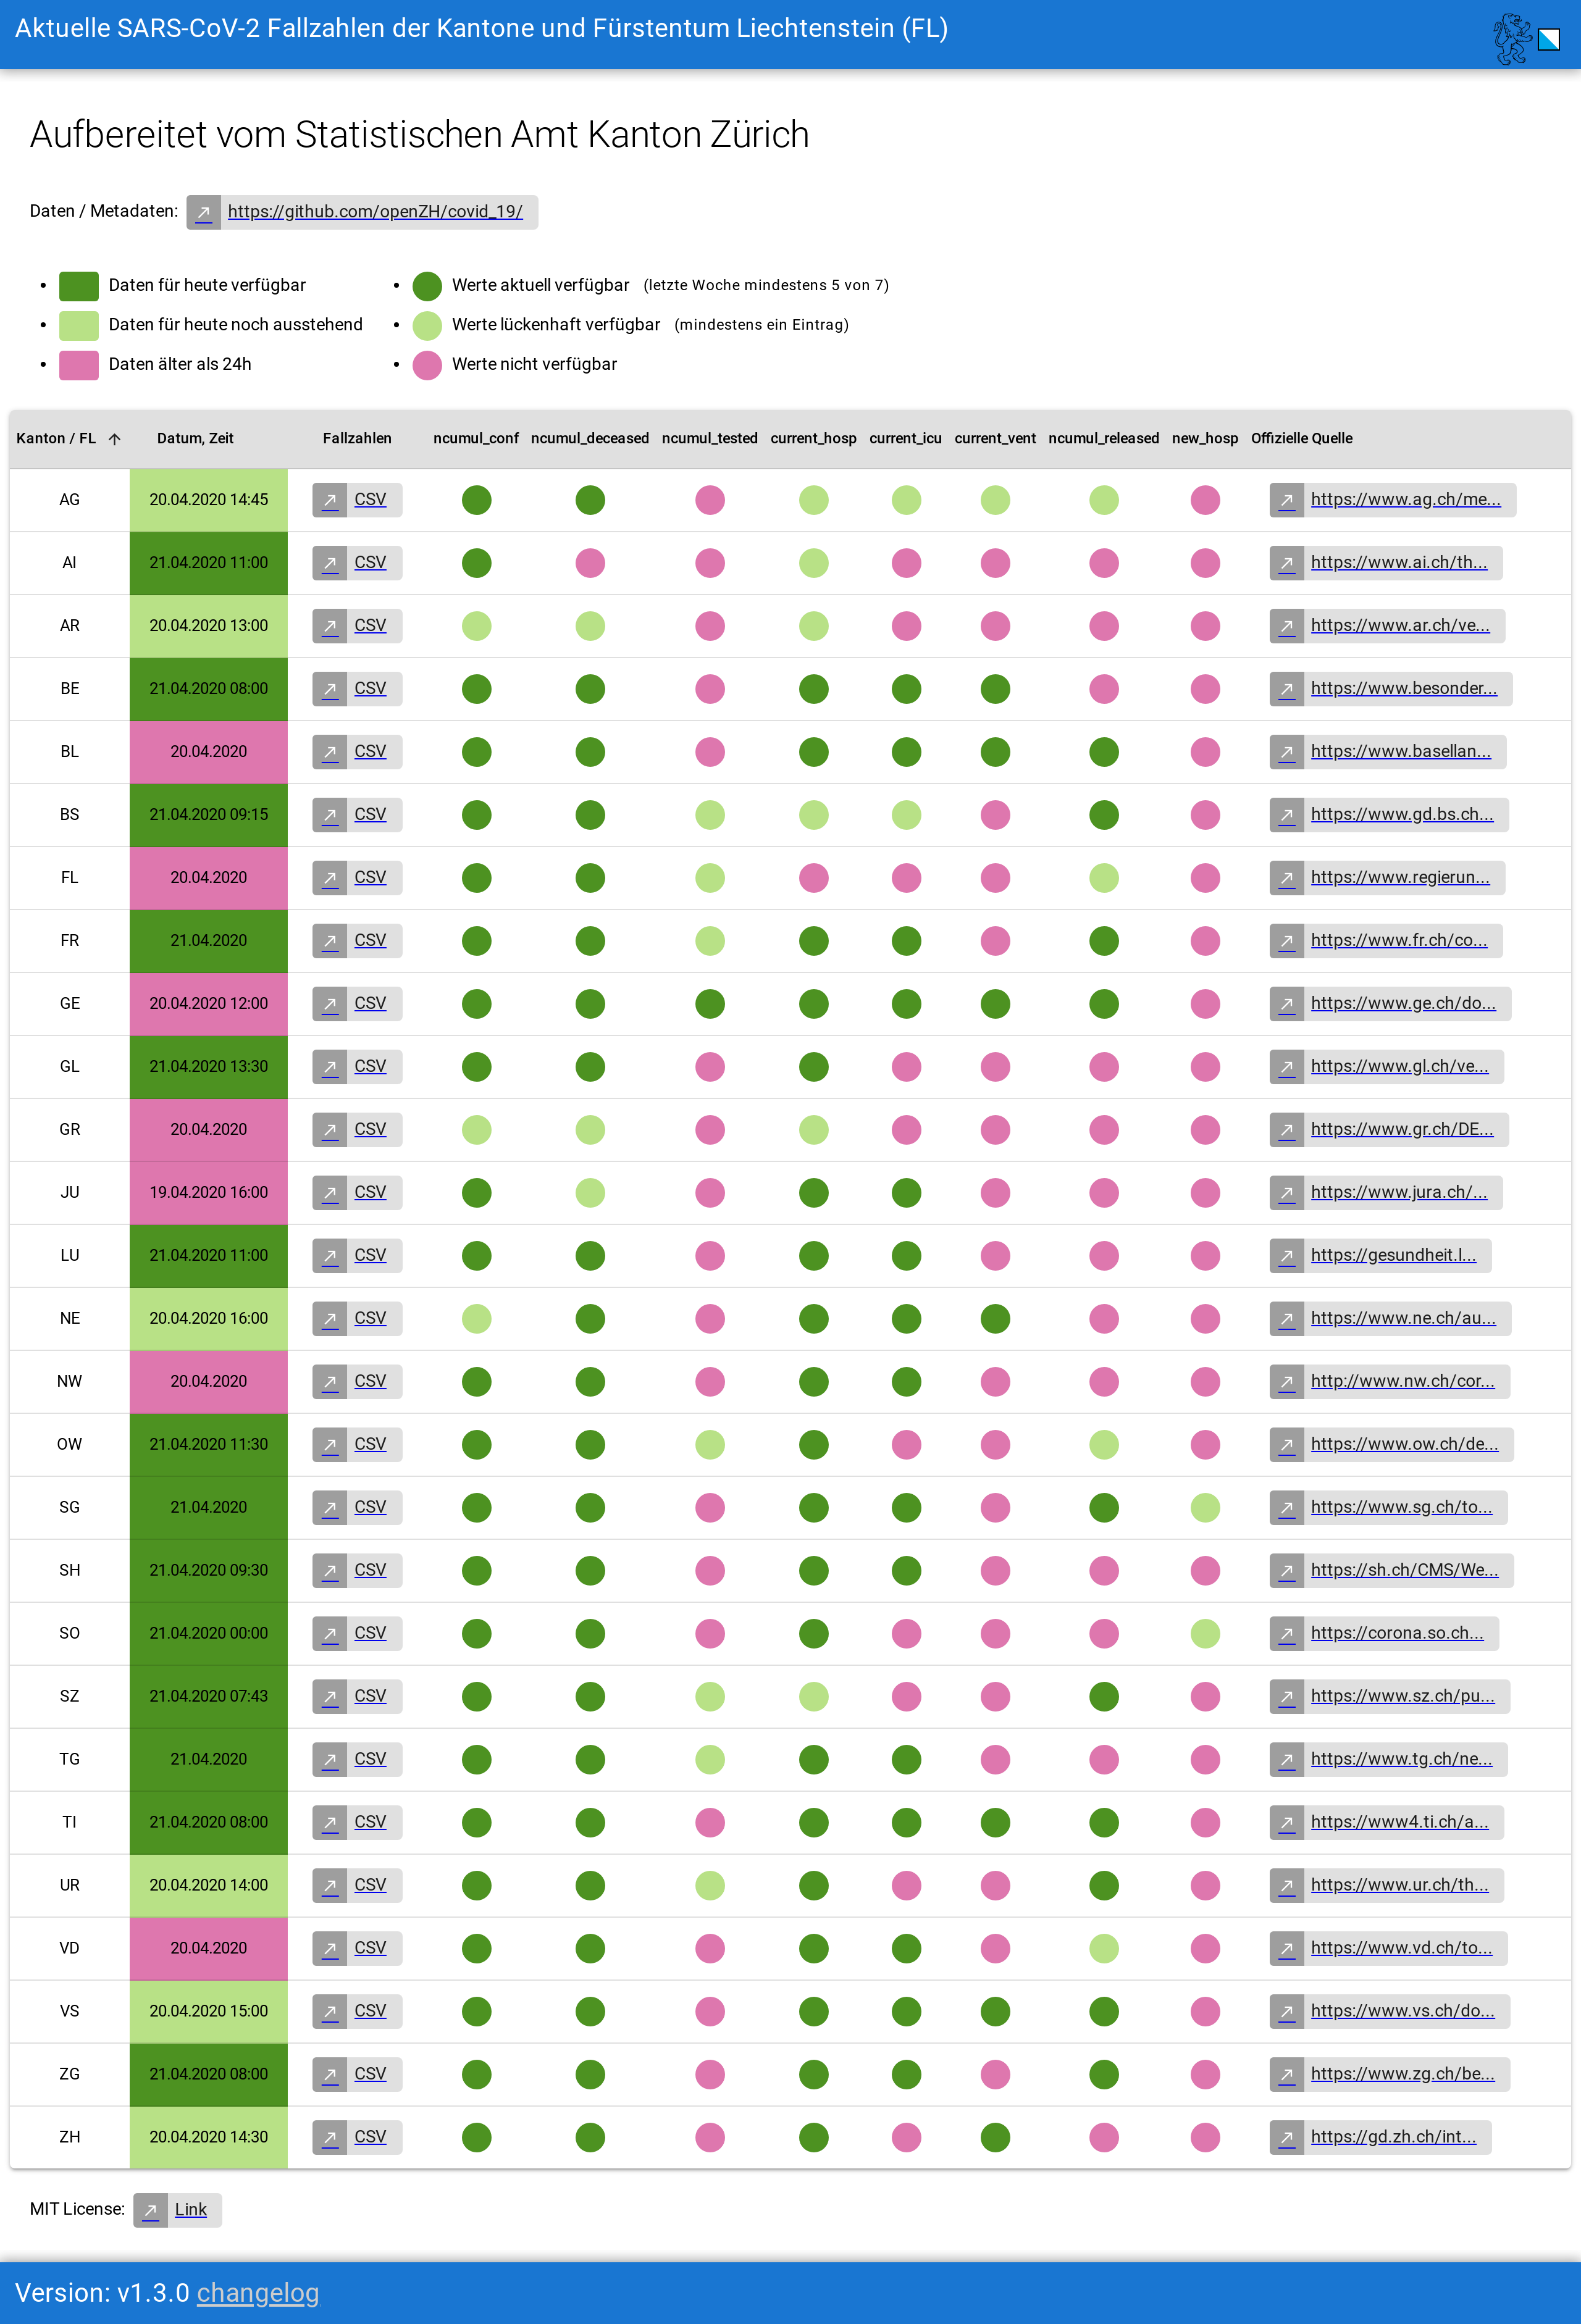 Aktuelle SARS-CoV-2 Fallzahlen der Kantone und Fürstentum Liechtenstein (FL)
Aufbereitet vom Statistischen Amt Kanton Zürich
Daten / Metadaten: https://github.com/openZH/covid_19/
Daten für heute verfügbar
Daten für heute noch ausstehend
Daten älter als 24h
Werte aktuell verfügbar (letzte Woche mindestens 5 von 7)
Werte lückenhaft verfügbar (mindestens ein Eintrag)
Werte nicht verfügbar
Kanton / FL Datum, Zeit Fallzahlen ncumul_conf ncumul_deceased ncumul_tested current_hosp current_icu current_vent ncumul_released new_hosp Offizielle Quelle
AG 20.04.2020 14:45 CSV https://www.ag.ch/me...
AI 21.04.2020 11:00 CSV https://www.ai.ch/th...
AR 20.04.2020 13:00 CSV https://www.ar.ch/ve...
BE 21.04.2020 08:00 CSV https://www.besonder...
BL 20.04.2020 CSV https://www.basellan...
BS 21.04.2020 09:15 CSV https://www.gd.bs.ch...
FL 20.04.2020 CSV https://www.regierun...
FR 21.04.2020 CSV https://www.fr.ch/co...
GE 20.04.2020 12:00 CSV https://www.ge.ch/do...
GL 21.04.2020 13:30 CSV https://www.gl.ch/ve...
GR 20.04.2020 CSV https://www.gr.ch/DE...
JU 19.04.2020 16:00 CSV https://www.jura.ch/...
LU 21.04.2020 11:00 CSV https://gesundheit.l...
NE 20.04.2020 16:00 CSV https://www.ne.ch/au...
NW 20.04.2020 CSV http://www.nw.ch/cor...
OW 21.04.2020 11:30 CSV https://www.ow.ch/de...
SG 21.04.2020 CSV https://www.sg.ch/to...
SH 21.04.2020 09:30 CSV https://sh.ch/CMS/We...
SO 21.04.2020 00:00 CSV https://corona.so.ch...
SZ 21.04.2020 07:43 CSV https://www.sz.ch/pu...
TG 21.04.2020 CSV https://www.tg.ch/ne...
TI 21.04.2020 08:00 CSV https://www4.ti.ch/a...
UR 20.04.2020 14:00 CSV https://www.ur.ch/th...
VD 20.04.2020 CSV https://www.vd.ch/to...
VS 20.04.2020 15:00 CSV https://www.vs.ch/do...
ZG 21.04.2020 08:00 CSV https://www.zg.ch/be...
ZH 20.04.2020 14:30 CSV https://gd.zh.ch/int...
MIT License: Link
Version: v1.3.0 changelog